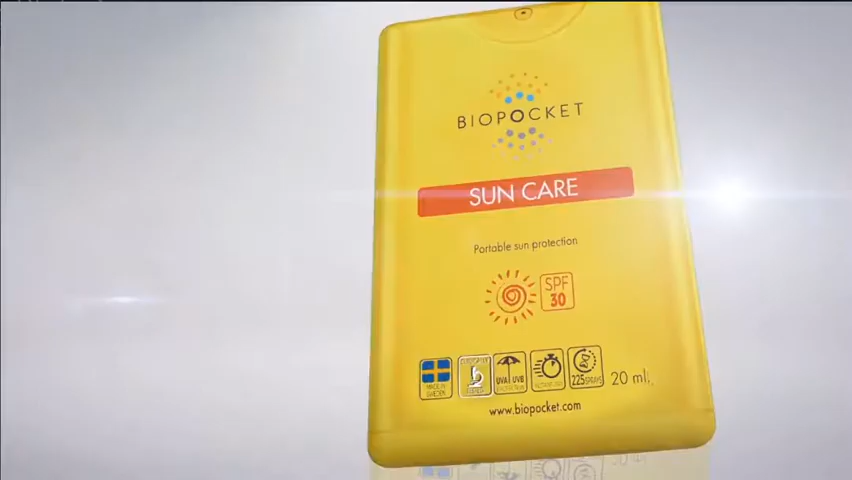 BIOPOCKET
SUN CARE
Portable sun protection
SPF
30
MADE IN
SWEDEN
UVA UVB
225 SPRAYS
20 ml
www.biopocket.com